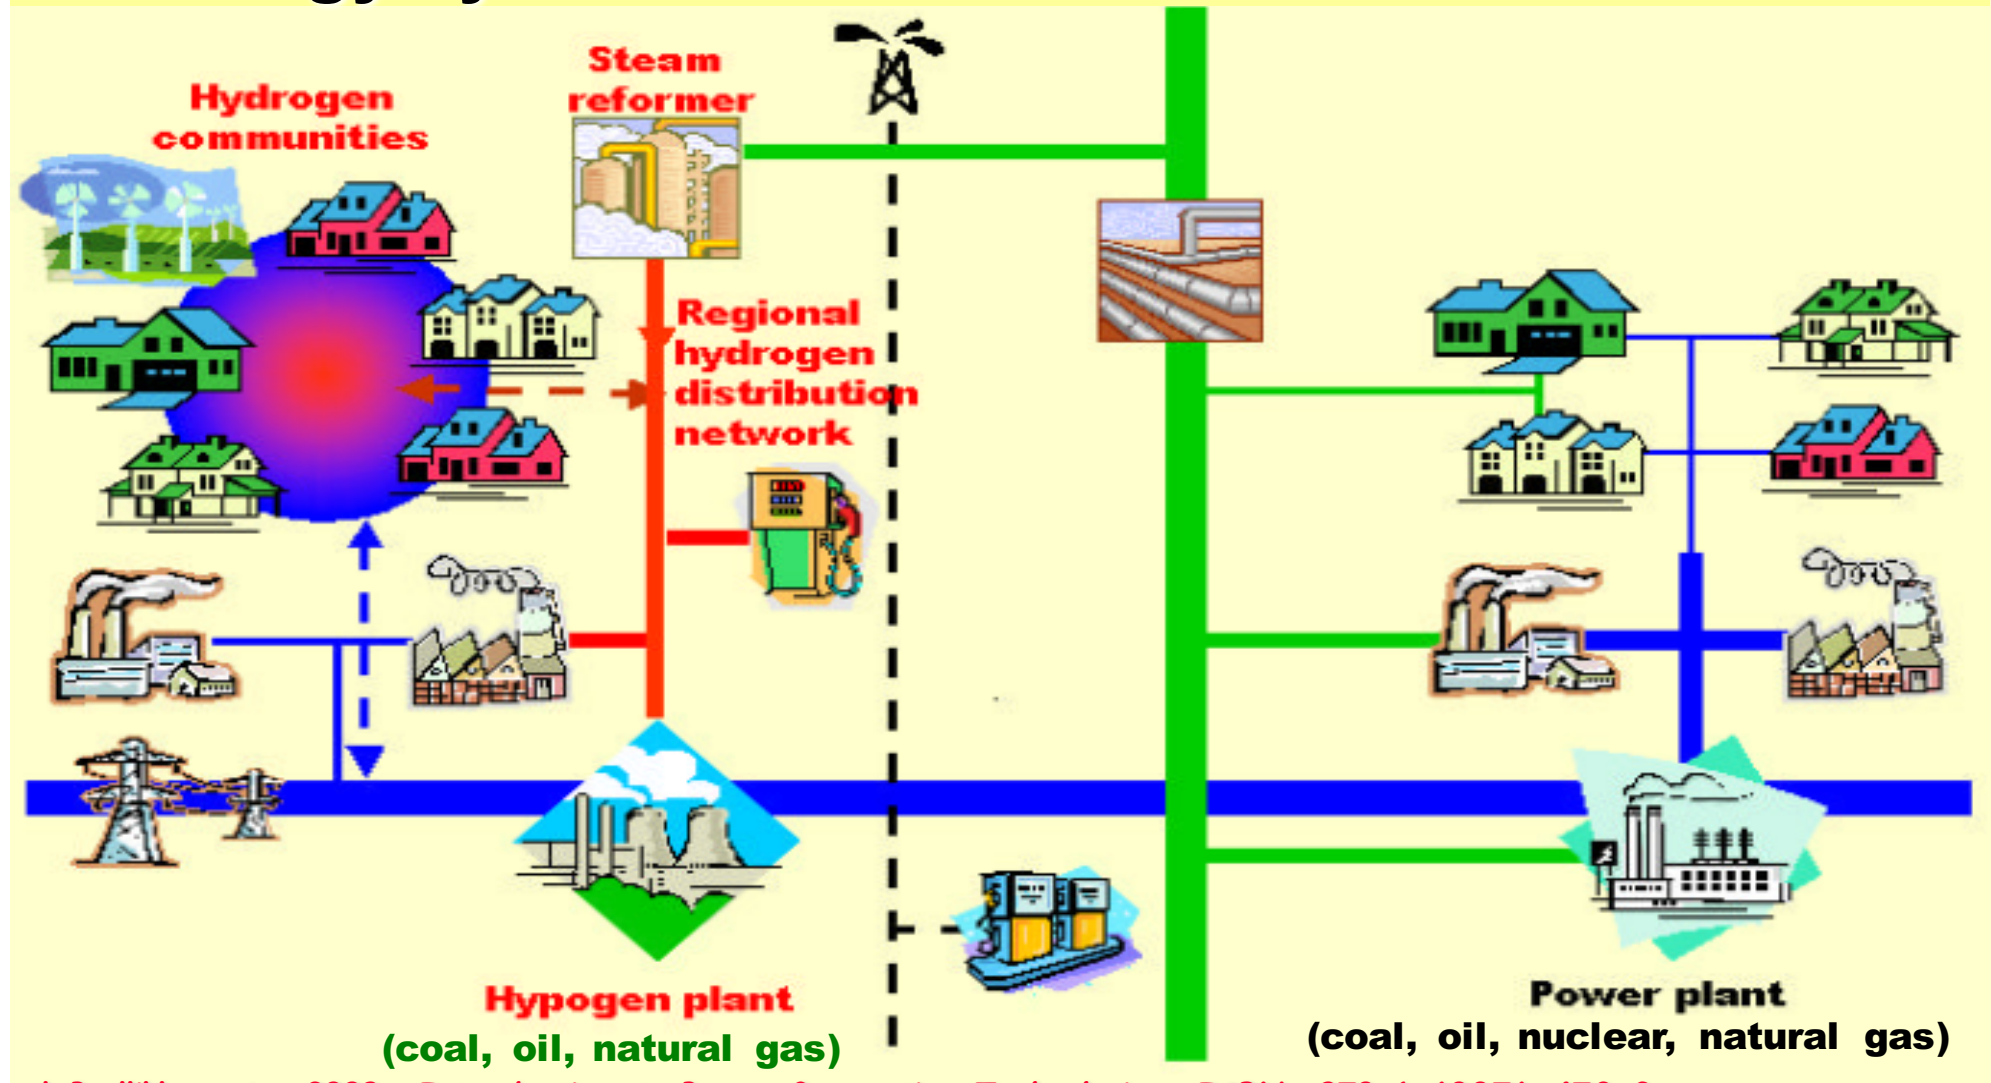 Steam
reformer
Hydrogen
communities
Regional
hydrogen
distribution
network
Hypogen plant
(coal, oil, natural gas)
Power plant
(coal, oil, nuclear, natural gas)